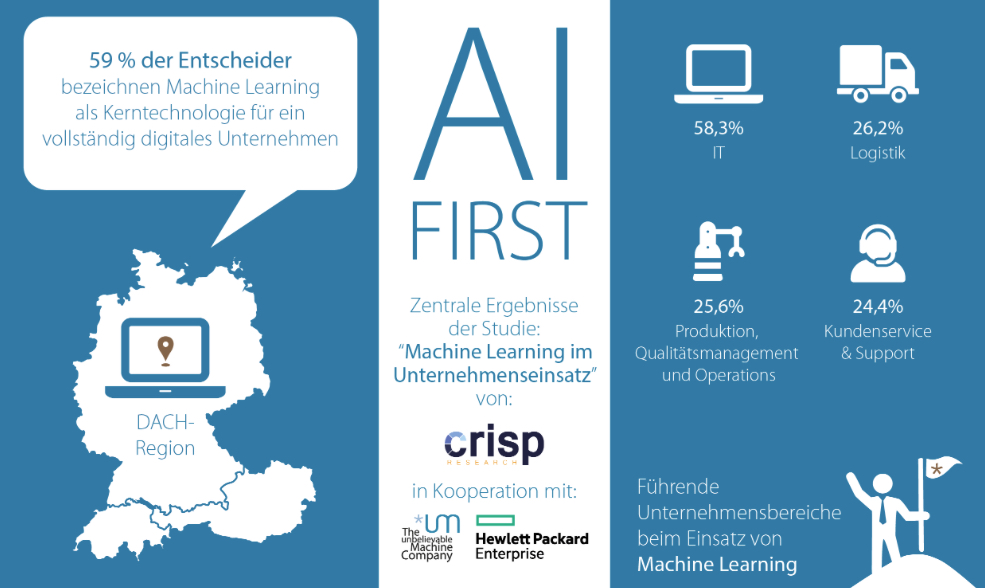 59 % der Entscheider
bezeichnen Machine Learning
als Kerntechnologie für ein
vollständig digitales Unternehmen
DACH-
Region
AI
FIRST
Zentrale Ergebnisse
der Studie:
“Machine Learning im
Unternehmenseinsatz”
von:
crisp
RESEARCH
in Kooperation mit:
*um
The
unbelievable
Machine
Company
Hewlett Packard
Enterprise
58,3%
IT
26,2%
Logistik
25,6%
Produktion,
Qualitätsmanagement
und Operations
24,4%
Kundenservice
& Support
Führende
Unternehmensbereiche
beim Einsatz von
Machine Learning
*